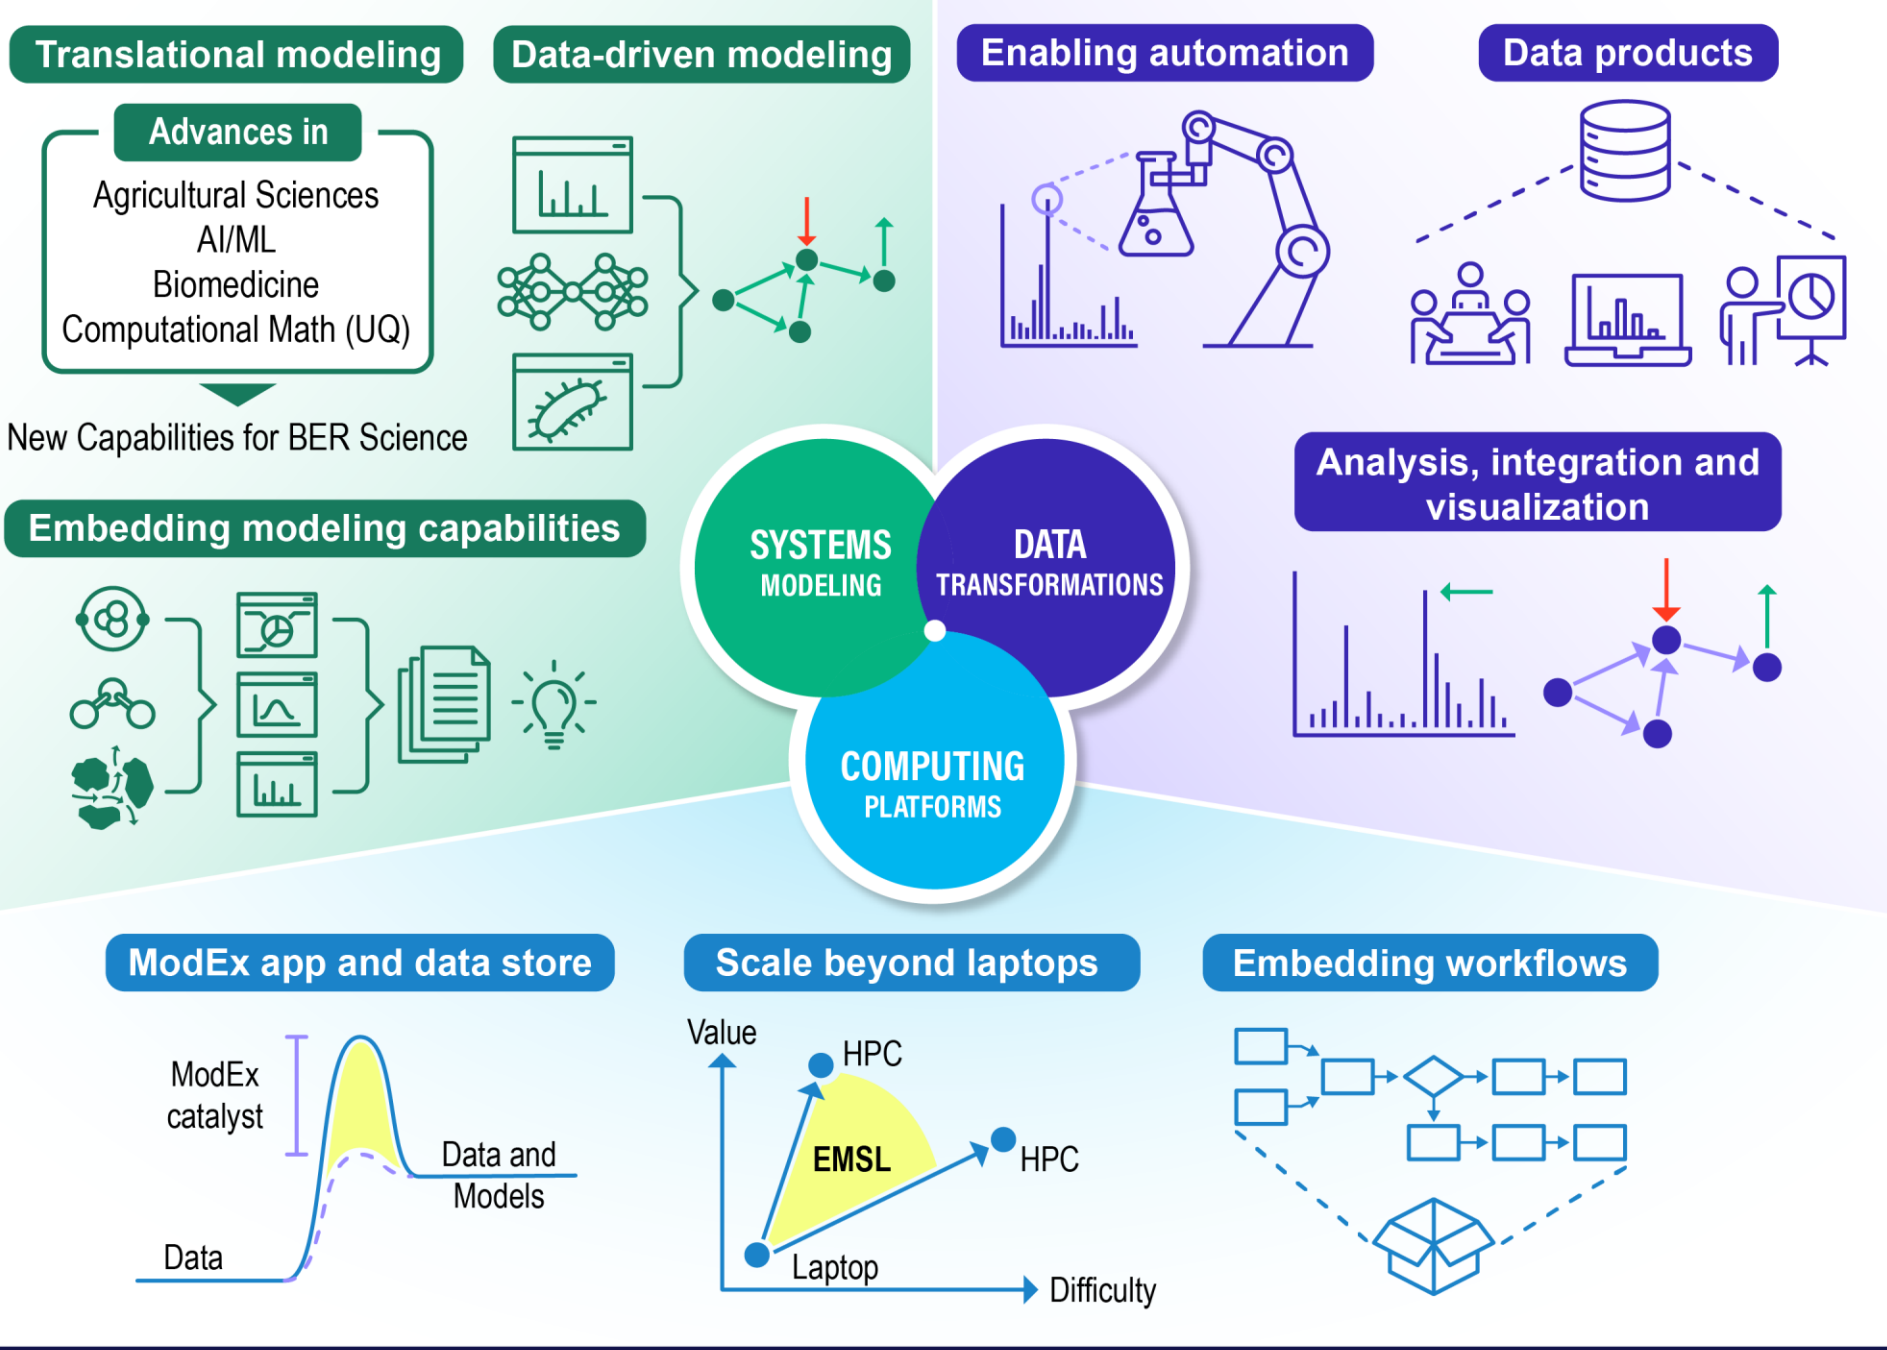 Translational modeling
Advances in
Agricultural Sciences
AI/ML
Biomedicine
Computational Math (UQ)
New Capabilities for BER Science
Data-driven modeling
Embedding modeling capabilities
Enabling automation
Data products
Analysis, integration and
visualization
SYSTEMS
MODELING
DATA
TRANSFORMATIONS
COMPUTING
PLATFORMS
ModEx app and data store
ModEx
catalyst
Data and
Models
Data
Scale beyond laptops
Value
HPC
EMSL
HPC
Laptop
Difficulty
Embedding workflows